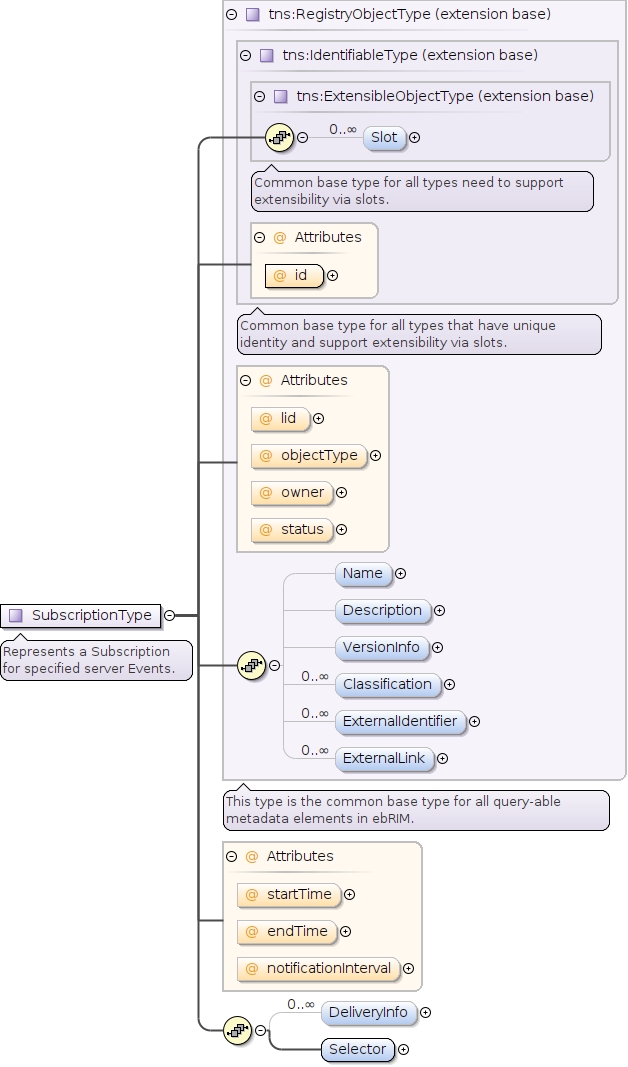 tns:RegistryObjectType (extension base)
tns:IdentifiableType (extension base)
tns:ExtensibleObjectType (extension base)
0..∞
Slot
Common base type for all types need to support
extensibility via slots.
@ Attributes
@ id
Common base type for all types that have unique
identity and support extensibility via slots.
@ Attributes
@ lid
@ objectType
@ owner
@ status
SubscriptionType
Represents a Subscription
for specified server Events.
Name
Description
VersionInfo
0..∞
Classification
0..∞
ExternalIdentifier
0..∞
ExternalLink
This type is the common base type for all query-able
metadata elements in ebRIM.
@ Attributes
@ startTime
@ endTime
@ notificationInterval
0..∞
DeliveryInfo
Selector